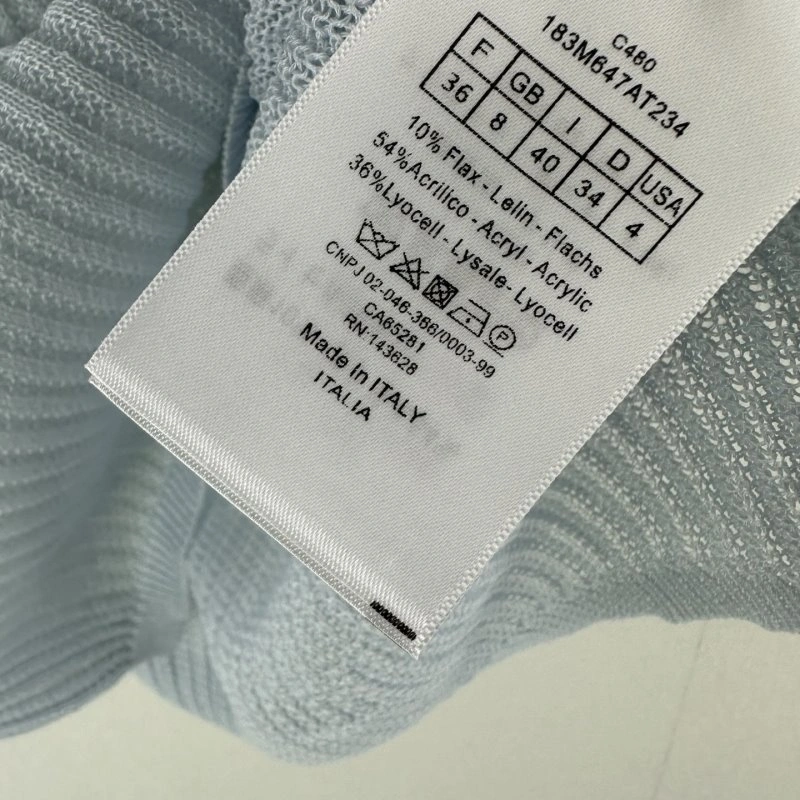 C480
183M647AT234
F GB I D USA
36 8 40 34 4
10% Flax - Lelin - Flachs
54%Acrilico - Acryl - Acrylic
36%Lyocell - Lysale- Lyocell
P
CNPJ 02-046-366/0003-99
CA65281
RN:143628
Made in ITALY
ITALIA